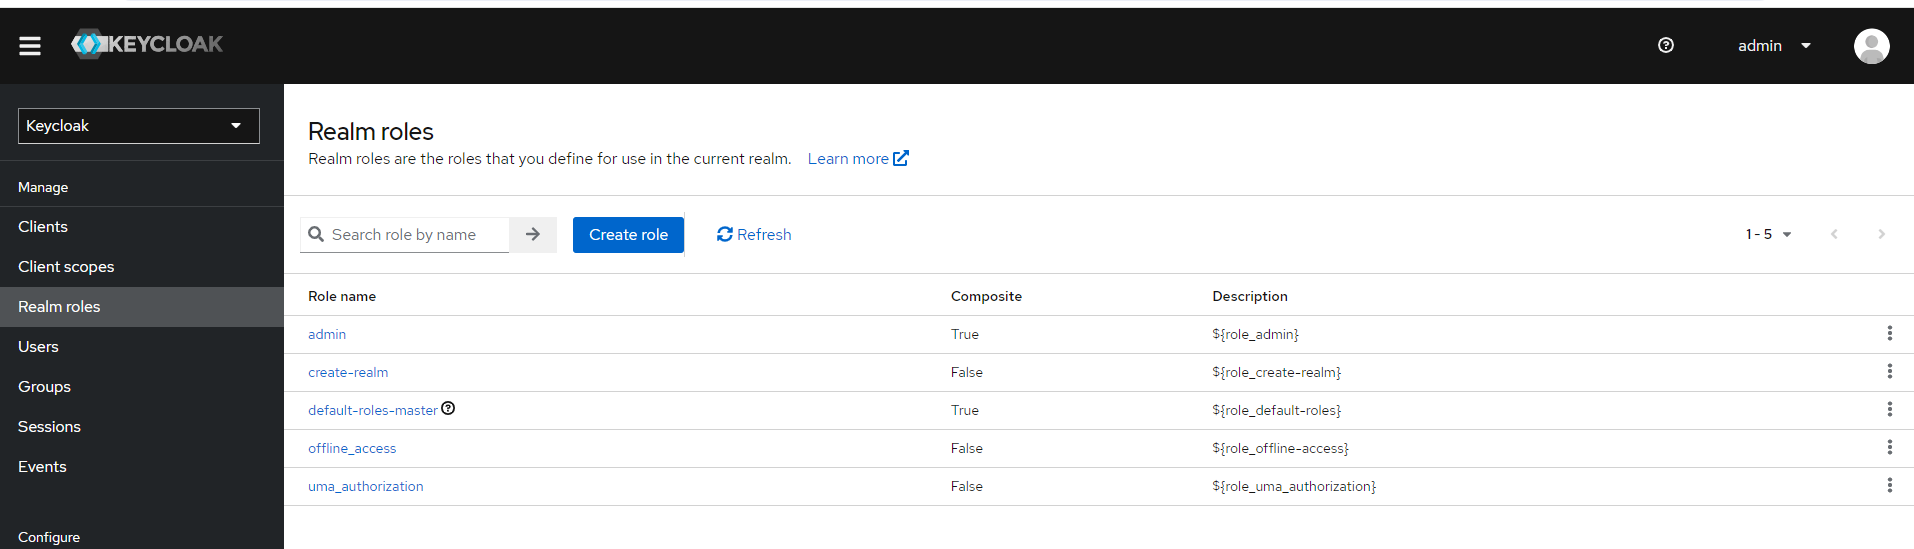 KEYCLOAK
admin
Keycloak
Manage
Clients
Client scopes
Realm roles
Users
Groups
Sessions
Events
Configure
Realm roles
Realm roles are the roles that you define for use in the current realm. Learn more
Search role by name
Create role
Refresh
1 - 5
Role name Composite Description
admin True ${role_admin}
create-realm False ${role_create-realm}
default-roles-master True ${role_default-roles}
offline_access False ${role_offline-access}
uma_authorization False ${role_uma_authorization}